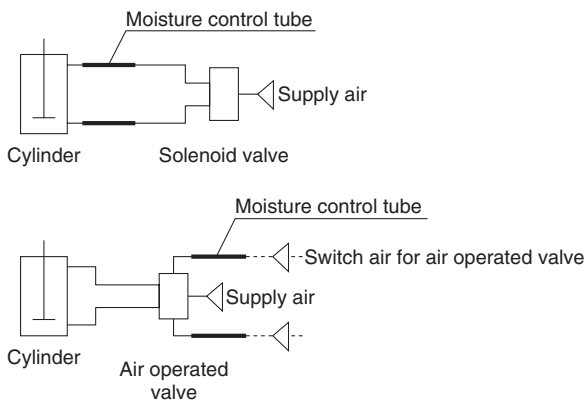 Moisture control tube
Supply air
Cylinder
Solenoid valve
Moisture control tube
Switch air for air operated valve
Supply air
Cylinder
Air operated
valve